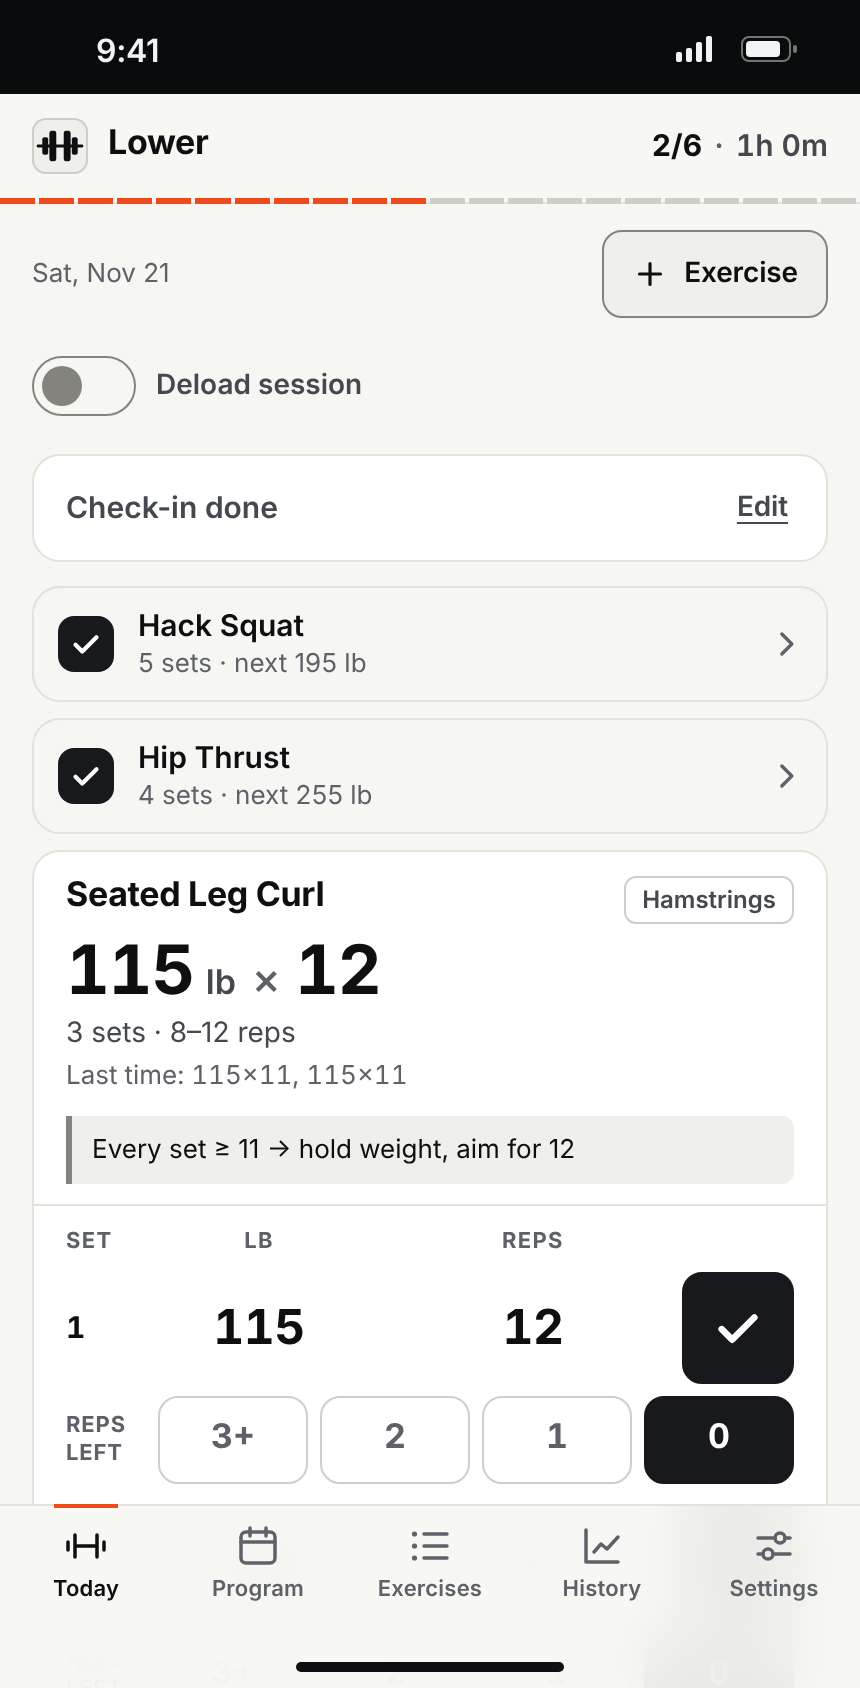 9:41
Lower
2/6 · 1h 0m
Sat, Nov 21
+ Exercise
Deload session
Check-in done
Edit
Hack Squat
5 sets · next 195 lb
Hip Thrust
4 sets · next 255 lb
Seated Leg Curl
Hamstrings
115 lb × 12
3 sets · 8–12 reps
Last time: 115×11, 115×11
Every set ≥ 11 → hold weight, aim for 12
SET LB REPS
1 115 12
REPS LEFT 3+ 2 1 0
Today Program Exercises History Settings